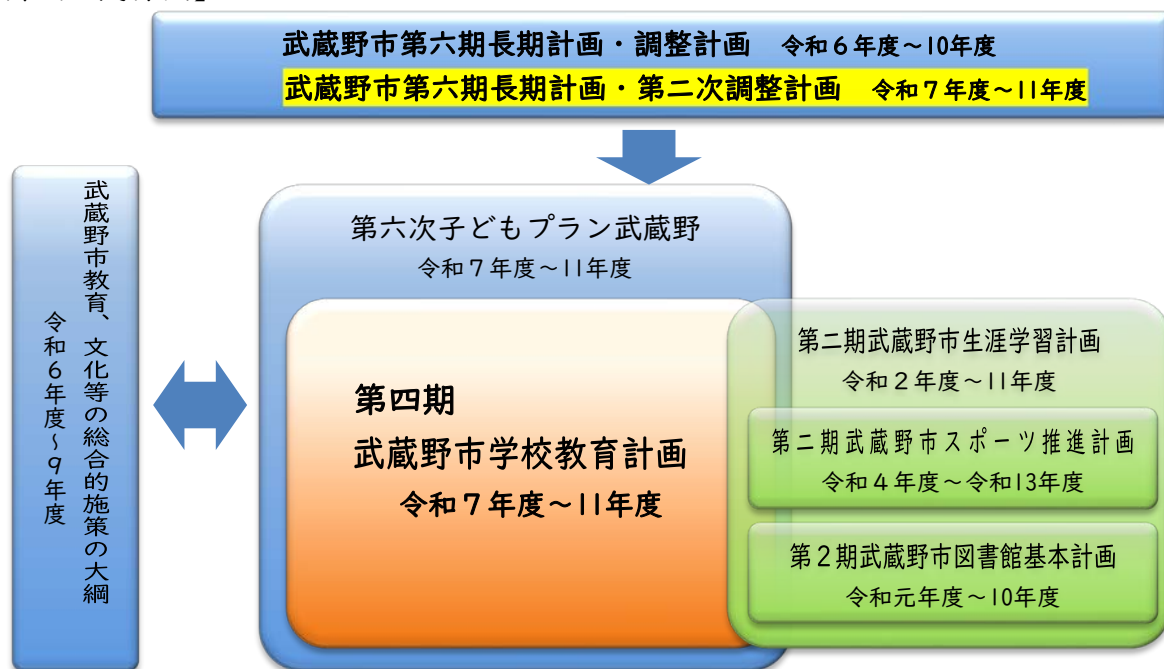 武蔵野市第六期長期計画・調整計画　令和６年度～10年度
武蔵野市第六期長期計画・第二次調整計画　令和７年度～11年度
武蔵野市教育、文化等の総合的施策の大綱
令和６年度～９年度
第六次子どもプラン武蔵野
令和７年度～11年度
第四期
武蔵野市学校教育計画
令和７年度～11年度
第二期武蔵野市生涯学習計画
令和２年度～11年度
第二期武蔵野市スポーツ推進計画
令和４年度～令和13年度
第２期武蔵野市図書館基本計画
令和元年度～10年度